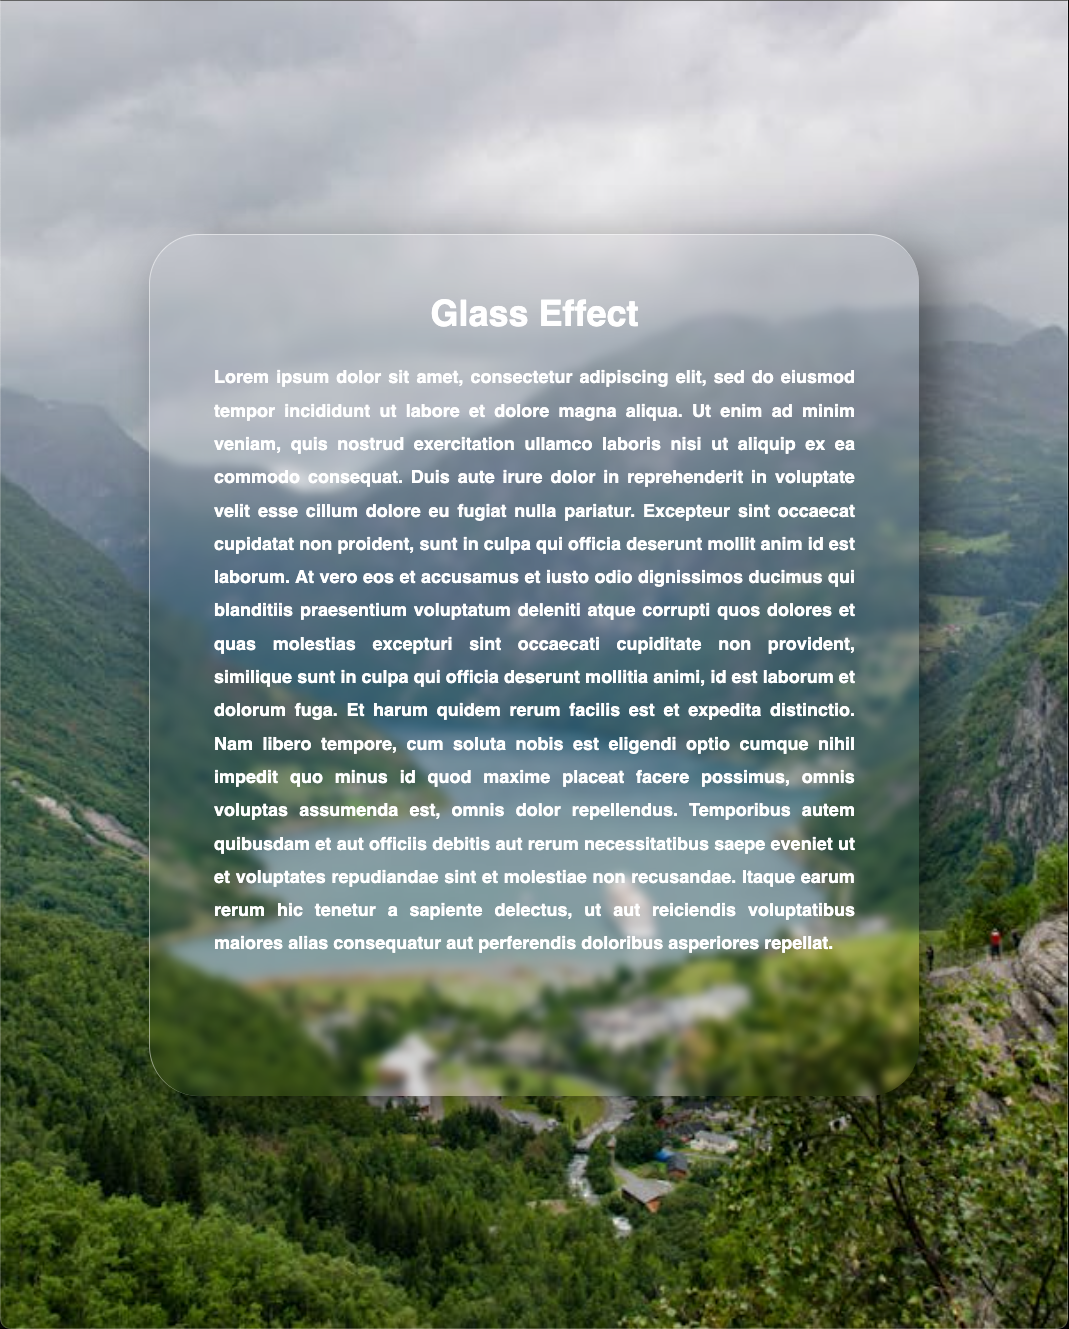 Glass Effect
Lorem ipsum dolor sit amet, consectetur adipiscing elit, sed do eiusmod
tempor incididunt ut labore et dolore magna aliqua. Ut enim ad minim
veniam, quis nostrud exercitation ullamco laboris nisi ut aliquip ex ea
commodo consequat. Duis aute irure dolor in reprehenderit in voluptate
velit esse cillum dolore eu fugiat nulla pariatur. Excepteur sint occaecat
cupidatat non proident, sunt in culpa qui officia deserunt mollit anim id est
laborum. At vero eos et accusamus et iusto odio dignissimos ducimus qui
blanditiis praesentium voluptatum deleniti atque corrupti quos dolores et
quas molestias excepturi sint occaecati cupiditate non provident,
similique sunt in culpa qui officia deserunt mollitia animi, id est laborum et
dolorum fuga. Et harum quidem rerum facilis est et expedita distinctio.
Nam libero tempore, cum soluta nobis est eligendi optio cumque nihil
impedit quo minus id quod maxime placeat facere possimus, omnis
voluptas assumenda est, omnis dolor repellendus. Temporibus autem
quibusdam et aut officiis debitis aut rerum necessitatibus saepe eveniet ut
et voluptates repudiandae sint et molestiae non recusandae. Itaque earum
rerum hic tenetur a sapiente delectus, ut aut reiciendis voluptatibus
maiores alias consequatur aut perferendis doloribus asperiores repellat.